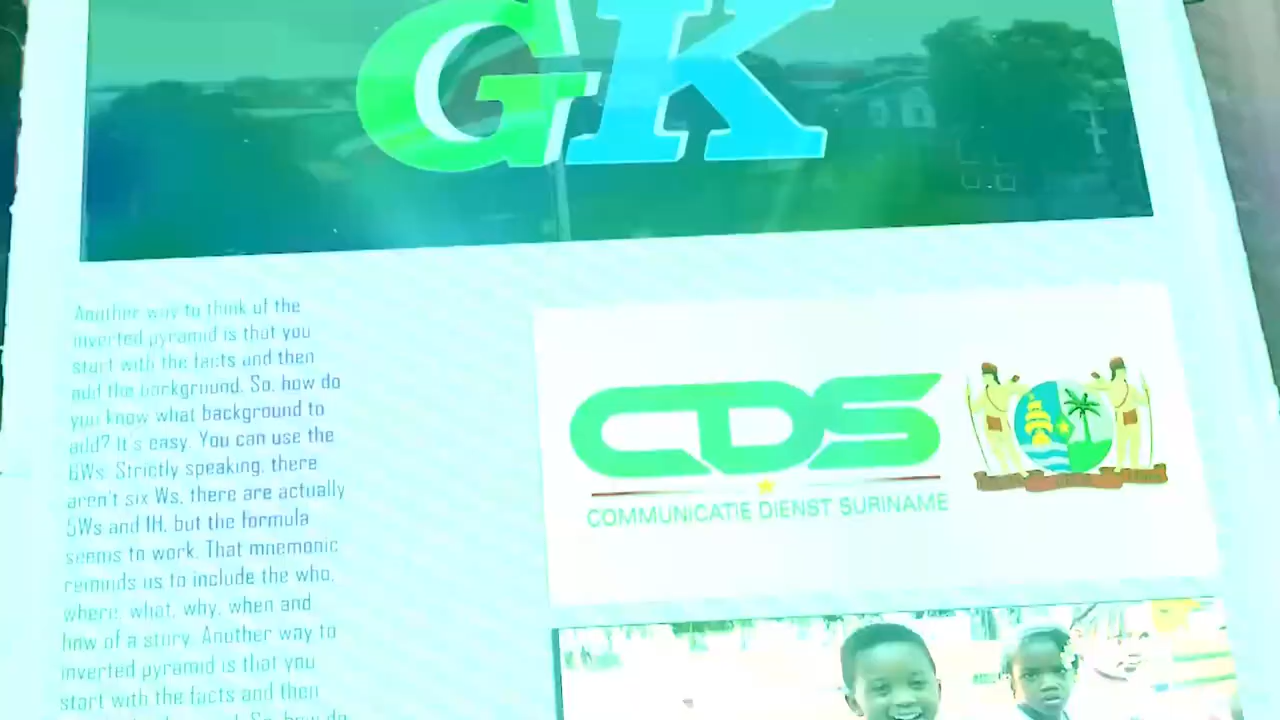 GK
Another way to think of the
inverted pyramid is that you
start with the facts and then
add the background. So, how do
you know what background to
add? It's easy. You can use the
6Ws. Strictly speaking, there
aren't six Ws, there are actually
5Ws and 1H, but the formula
seems to work. That mnemonic
reminds us to include the who,
where, what, why, when and
how of a story. Another way to
inverted pyramid is that you
start with the facts and then
CDS
COMMUNICATIE DIENST SURINAME